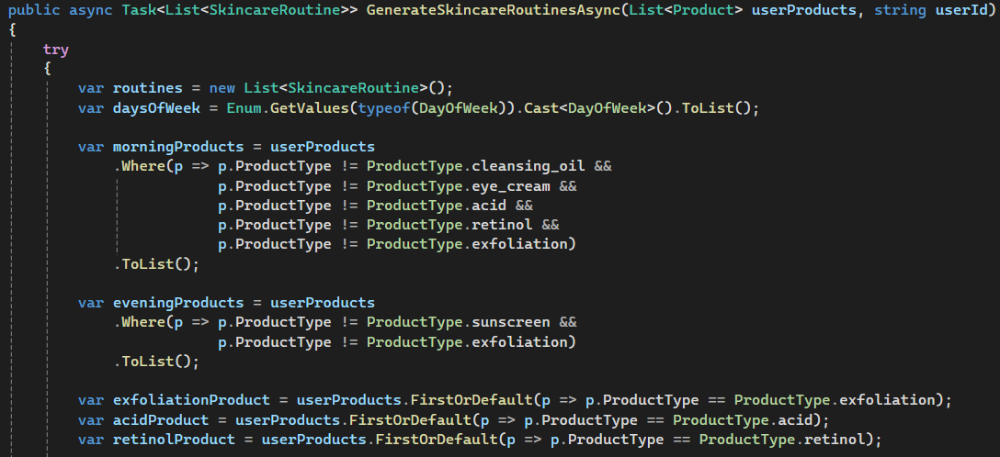 public async Task<List<SkincareRoutine>> GenerateSkincareRoutinesAsync(List<Product> userProducts, string userId)
{
    try
    {
        var routines = new List<SkincareRoutine>();
        var daysOfWeek = Enum.GetValues(typeof(DayOfWeek)).Cast<DayOfWeek>().ToList();

        var morningProducts = userProducts
            .Where(p => p.ProductType != ProductType.cleansing_oil &&
                        p.ProductType != ProductType.eye_cream &&
                        p.ProductType != ProductType.acid &&
                        p.ProductType != ProductType.retinol &&
                        p.ProductType != ProductType.exfoliation)
            .ToList();

        var eveningProducts = userProducts
            .Where(p => p.ProductType != ProductType.sunscreen &&
                        p.ProductType != ProductType.exfoliation)
            .ToList();

        var exfoliationProduct = userProducts.FirstOrDefault(p => p.ProductType == ProductType.exfoliation);
        var acidProduct = userProducts.FirstOrDefault(p => p.ProductType == ProductType.acid);
        var retinolProduct = userProducts.FirstOrDefault(p => p.ProductType == ProductType.retinol);